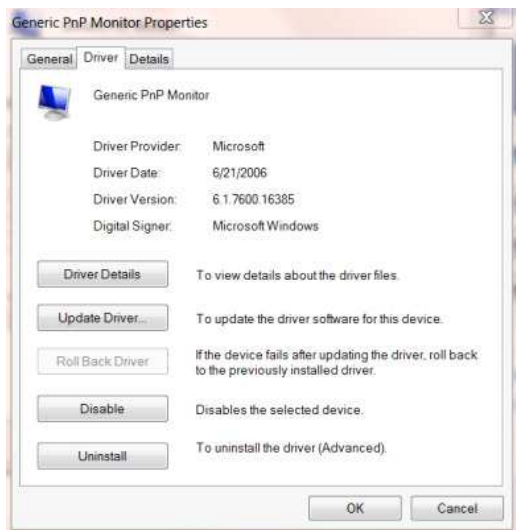 Generic PnP Monitor Properties
General Driver Details
Generic PnP Monitor
Driver Provider: Microsoft
Driver Date: 6/21/2006
Driver Version: 6.1.7600.16385
Digital Signer: Microsoft Windows
Driver Details To view details about the driver files.
Update Driver... To update the driver software for this device.
Roll Back Driver If the device fails after updating the driver, roll back
to the previously installed driver.
Disable Disables the selected device.
Uninstall To uninstall the driver (Advanced).
OK Cancel